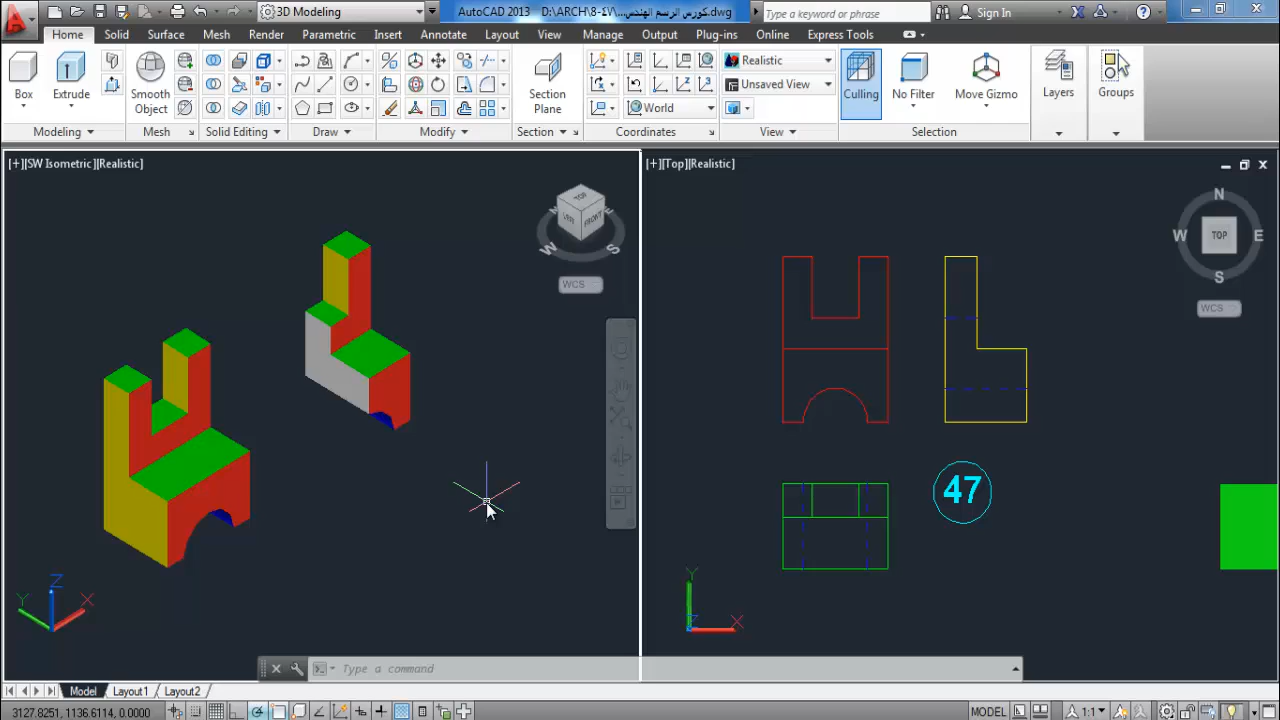 3D Modeling
AutoCAD 2013 D:\ARCH\8-٤٧\...كورس الرسم الهندس.dwg
Type a keyword or phrase
Sign In
Home Solid Surface Mesh Render Parametric Insert Annotate Layout View Manage Output Plug-ins Online Express Tools
Box
Extrude
Smooth Object
Section Plane
World
Realistic
Unsaved View
Culling
No Filter
Move Gizmo
Layers
Groups
Modeling
Mesh
Solid Editing
Draw
Modify
Section
Coordinates
View
Selection
[+][SW Isometric][Realistic]
[+][Top][Realistic]
TOP
LEFT
FRONT
W
S
WCS
N
W
TOP
E
S
WCS
47
Z
Y
X
Y
Z
X
Type a command
Model Layout1 Layout2
3127.8251, 1136.6114, 0.0000
MODEL
1:1